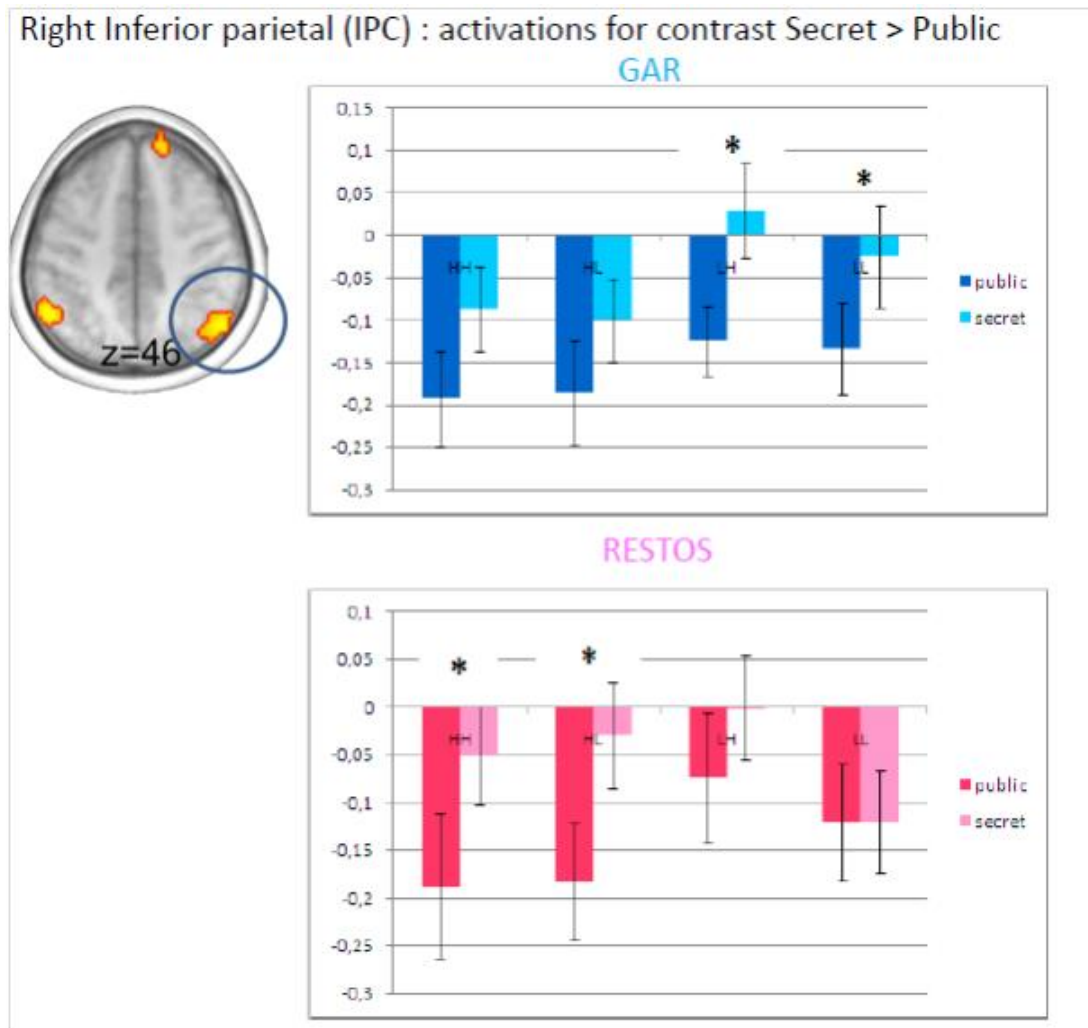 Right Inferior parietal (IPC) : activations for contrast Secret > Public
GAR
z=46
0,15
0,1
0,05
0
-0,05
-0,1
-0,15
-0,2
-0,25
-0,3
*
*
HH
HL
LH
LL
public
secret
RESTOS
0,1
0,05
0
-0,05
-0,1
-0,15
-0,2
-0,25
-0,3
*
*
HH
HL
LH
LL
public
secret